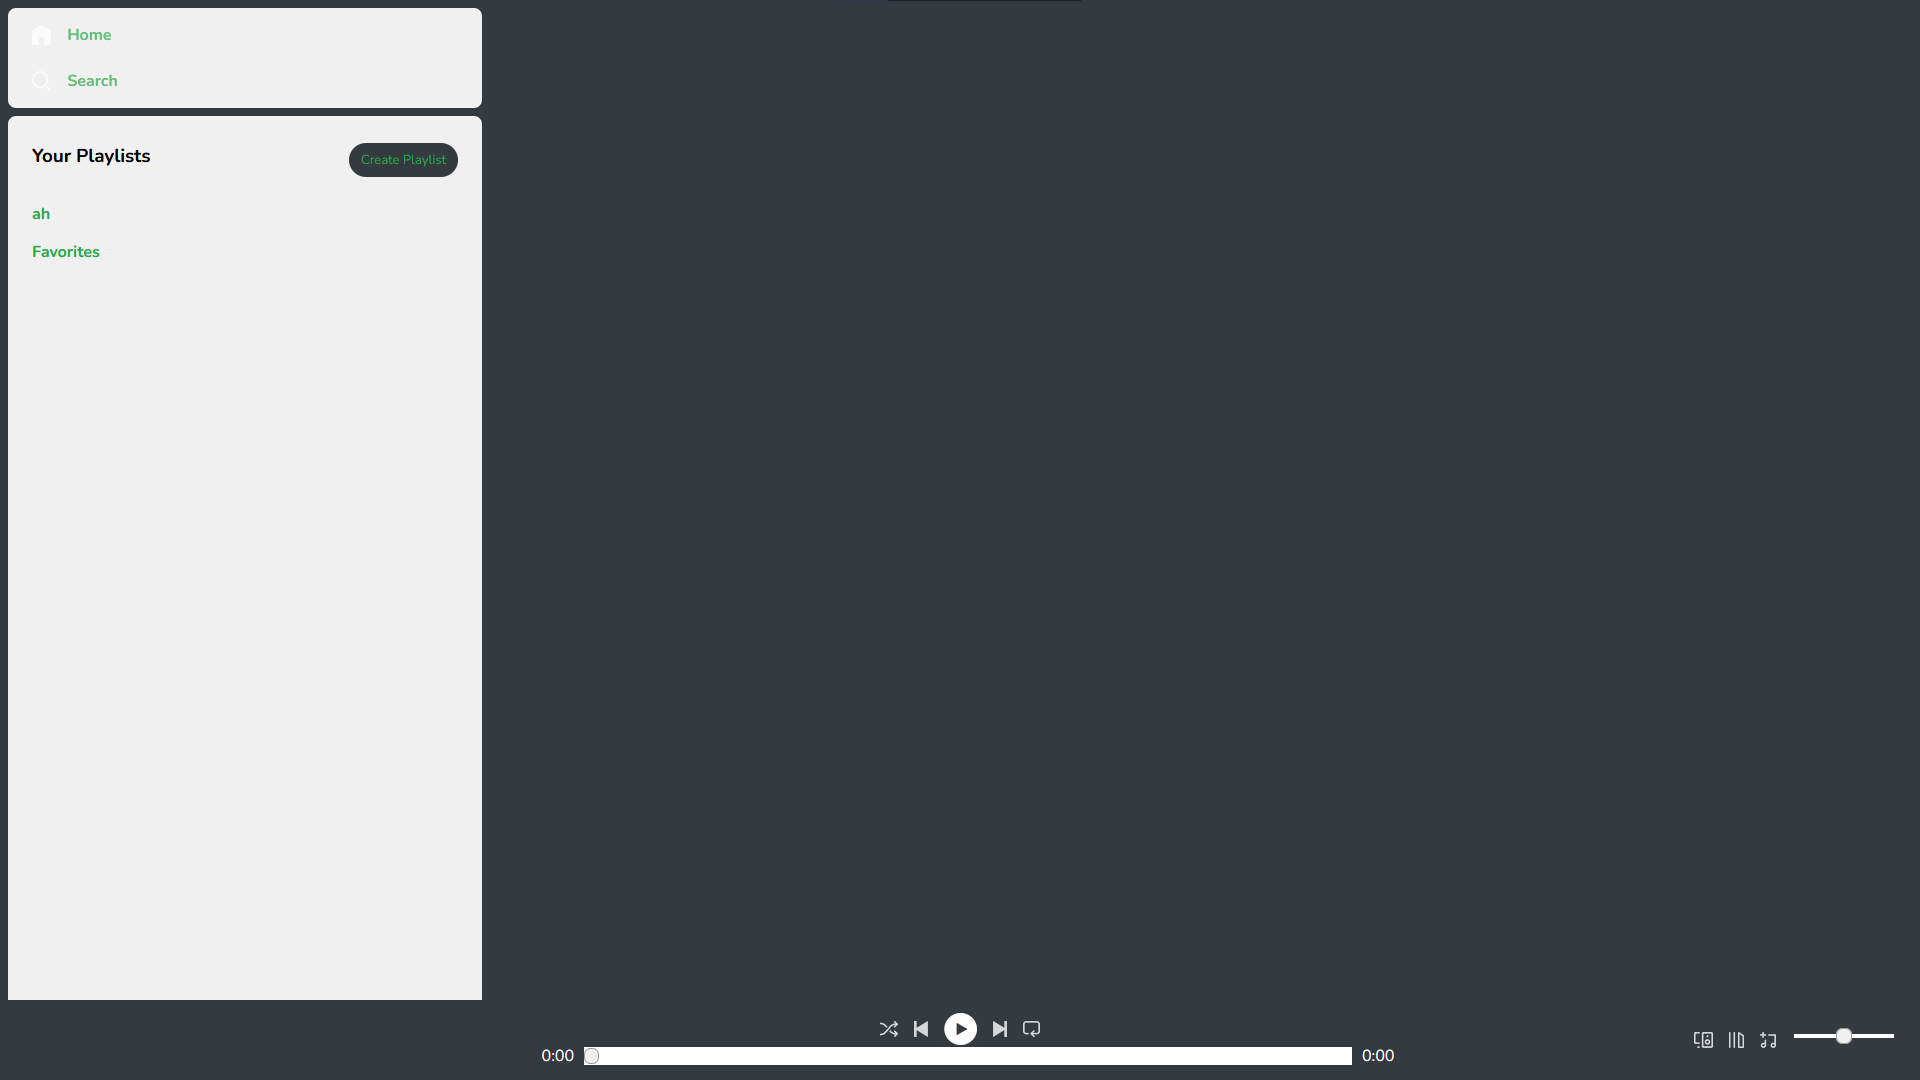 Home
Search
Your Playlists
Create Playlist
ah
Favorites
0:00
0:00